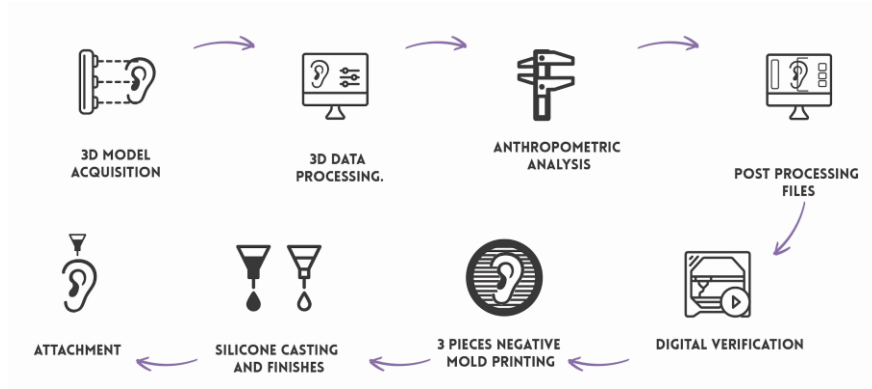 3D MODEL
ACQUISITION
3D DATA
PROCESSING.
ANTHROPOMETRIC
ANALYSIS
POST PROCESSING
FILES
DIGITAL VERIFICATION
3 PIECES NEGATIVE
MOLD PRINTING
SILICONE CASTING
AND FINISHES
ATTACHMENT